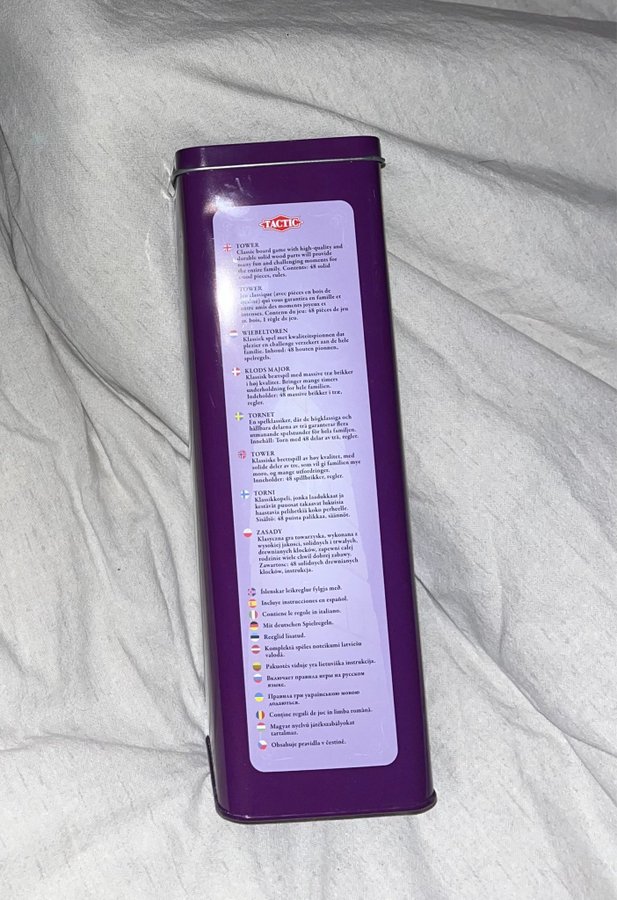 TACTIC
TOWER
Classic board game with high-quality and
durable solid wood parts will provide
many fun and challenging moments for
the entire family. Contents: 48 solid
wood pieces, rules.
TOWER
Jeu classique (avec pièces en bois de
qualité) qui vous garantira en famille et
entre amis des moments joyeux et
intenses. Contenu du jeu: 48 pièces de jeu
en bois, 1 règle de jeu.
WIEBELTOREN
Klassiek spel met kwaliteitspionnen dat
plezier en challenge verzekert aan de hele
familie. Inhoud: 48 houten pionnen,
spelregels.
KLODS MAJOR
Klassisk brætspil med massive træ brikker
i høj kvalitet. Bringer mange timers
underholdning for hele familien.
Indeholder: 48 massive brikker i træ,
regler.
TORNET
En spelklassiker, där de högklassiga och
hållbara delarna av trä garanterar flera
utmanande spelstunder för hela familjen.
Innehåll: Torn med 48 delar av trä, regler.
TOWER
Klassiske brettspill av høy kvalitet, med
solide deler av tre, som vil gi familien mye
moro, og mange utfordringer.
Inneholder: 48 spillbrikker, regler.
TORNI
Klassikkopeli, jonka laadukkaat ja
kestävät puuosat takaavat lukuisia
haastavia pelihetkiä koko perheelle.
Sisältö: 48 puista palikkaa, säännöt.
ZASADY
Klasyczna gra towarzyska, wykonana z
wysokiej jakości, solidnych i trwałych,
drewnianych klocków, zapewni całej
rodzinie wiele chwil dobrej zabawy.
Zawartosc: 48 solidnych drewnianych
klocków, instrukcja.
Íslenskar leikreglur fylgja með.
Incluye instrucciones en español.
Contiene le regole in italiano.
Mit deutschen Spielregeln.
Reeglid lisatud.
Komplektā spēles noteikumi latviešu
valodā.
Pakuotės viduje yra lietuviška instrukcija.
Включает правила игры на русском
языке.
Правила гри українською мовою
додаються.
Conţine reguli de joc în limba română.
Magyar nyelvű játékszabályokat
tartalmaz.
Obsahuje pravidla v češtině.